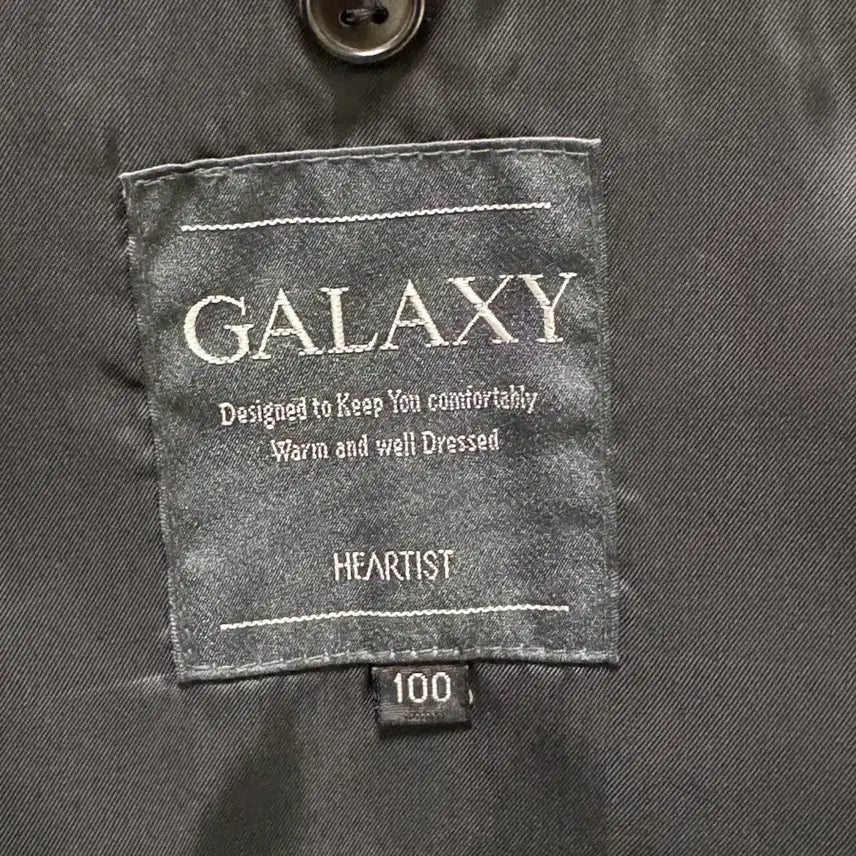 GALAXY
Designed to Keep You comfortably
Warm and well Dressed
HEARTIST
100